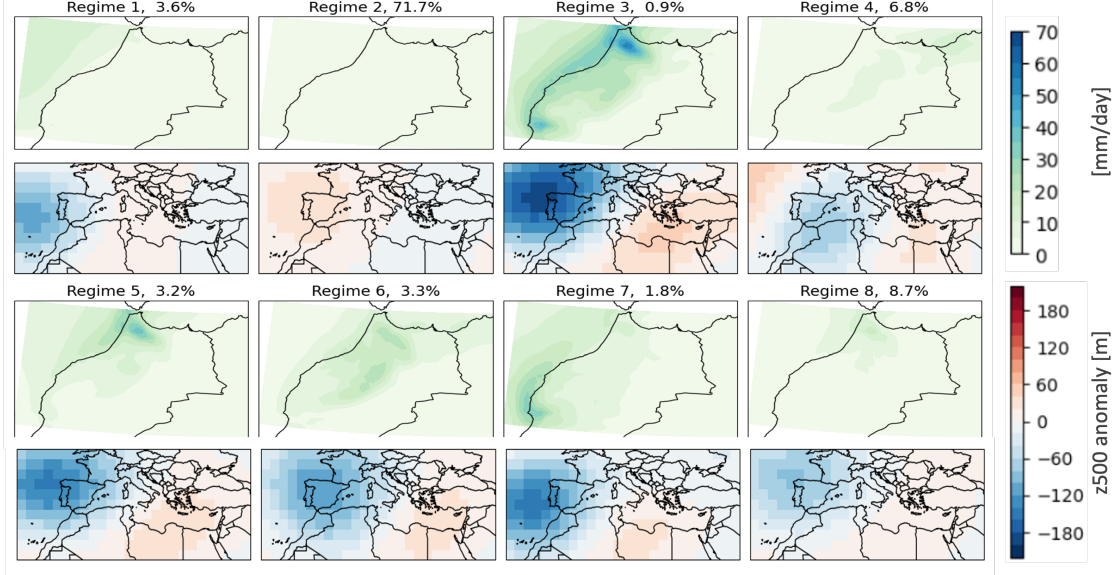 Regime 1, 3.6%
Regime 2, 71.7%
Regime 3, 0.9%
Regime 4, 6.8%
70
60
50
40
30
20
10
0
[mm/day]
Regime 5, 3.2%
Regime 6, 3.3%
Regime 7, 1.8%
Regime 8, 8.7%
180
120
60
0
−60
−120
−180
z500 anomaly [m]